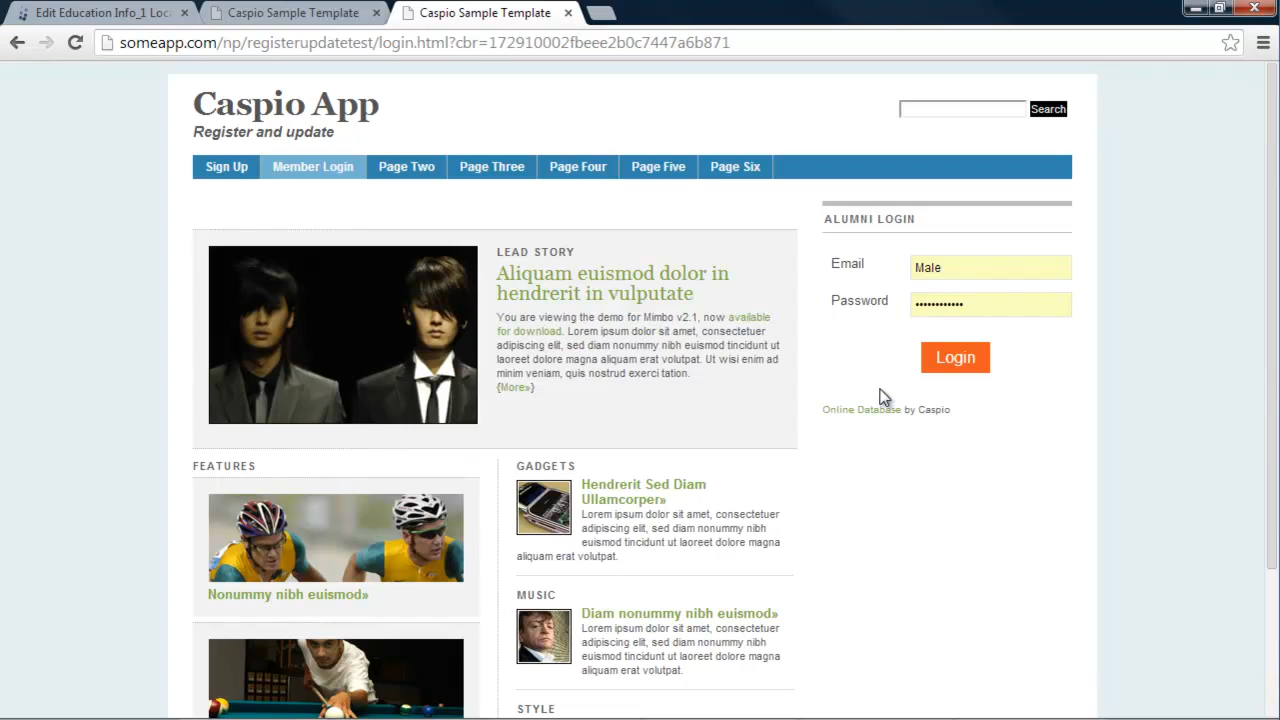 Edit Education Info_1 Loca
Caspio Sample Template
Caspio Sample Template
someapp.com/np/registerupdatetest/login.html?cbr=172910002fbeee2b0c7447a6b871
Caspio App
Register and update
Search
Sign Up
Member Login
Page Two
Page Three
Page Four
Page Five
Page Six
LEAD STORY
Aliquam euismod dolor in
hendrerit in vulputate
You are viewing the demo for Mimbo v2.1, now available
for download. Lorem ipsum dolor sit amet, consectetuer
adipiscing elit, sed diam nonummy nibh euismod tincidunt ut
laoreet dolore magna aliquam erat volutpat. Ut wisi enim ad
minim veniam, quis nostrud exerci tation.
{More»}
ALUMNI LOGIN
Email
Male
Password
••••••••••••
Login
Online Database by Caspio
FEATURES
Nonummy nibh euismod»
GADGETS
Hendrerit Sed Diam
Ullamcorper»
Lorem ipsum dolor sit amet, consectetuer
adipiscing elit, sed diam nonummy nibh
euismod tincidunt ut laoreet dolore magna
aliquam erat volutpat.
MUSIC
Diam nonummy nibh euismod»
Lorem ipsum dolor sit amet, consectetuer
adipiscing elit, sed diam nonummy nibh
euismod tincidunt ut laoreet dolore magna
aliquam erat volutpat.
STYLE